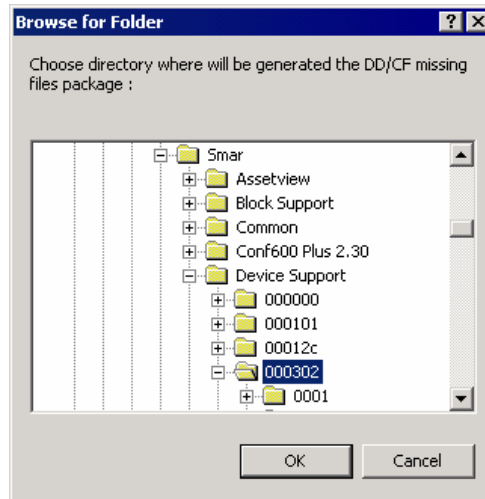 Browse for Folder
Choose directory where will be generated the DD/CF missing
files package :
Smar
Assetview
Block Support
Common
Conf600 Plus 2.30
Device Support
000000
000101
00012c
000302
0001
OK Cancel